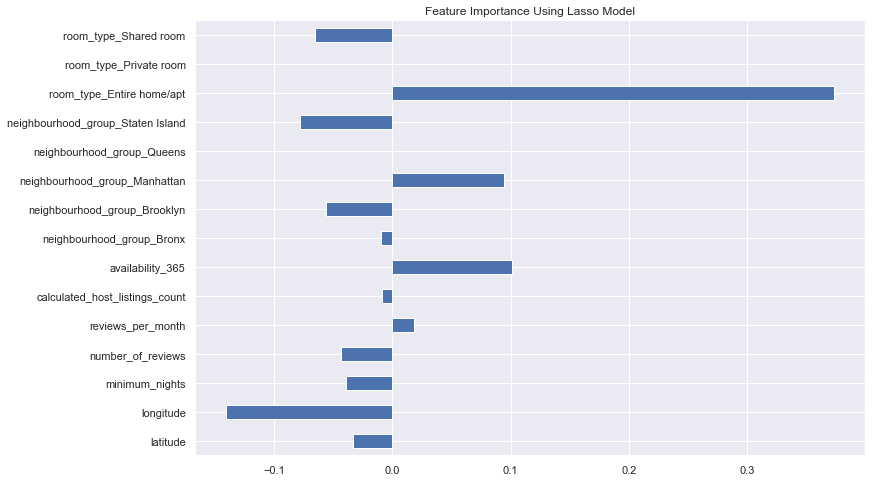 Feature Importance Using Lasso Model
room_type_Shared room
room_type_Private room
room_type_Entire home/apt
neighbourhood_group_Staten Island
neighbourhood_group_Queens
neighbourhood_group_Manhattan
neighbourhood_group_Brooklyn
neighbourhood_group_Bronx
availability_365
calculated_host_listings_count
reviews_per_month
number_of_reviews
minimum_nights
longitude
latitude
−0.1 0.0 0.1 0.2 0.3